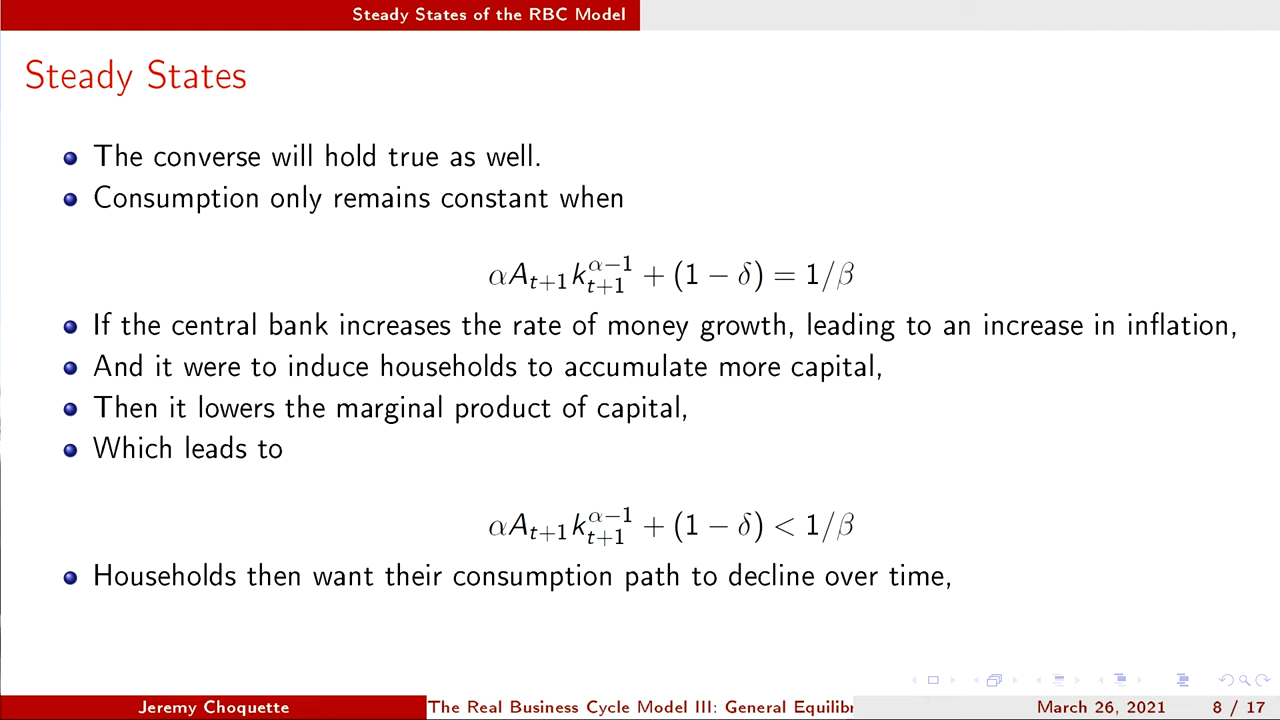 Steady States of the RBC Model
Steady States
The converse will hold true as well.
Consumption only remains constant when
αA_{t+1}k_{t+1}^{α−1} + (1 − δ) = 1/β
If the central bank increases the rate of money growth, leading to an increase in inflation,
And it were to induce households to accumulate more capital,
Then it lowers the marginal product of capital,
Which leads to
αA_{t+1}k_{t+1}^{α−1} + (1 − δ) < 1/β
Households then want their consumption path to decline over time,
Jeremy Choquette The Real Business Cycle Model III: General Equilibr March 26, 2021 8 / 17